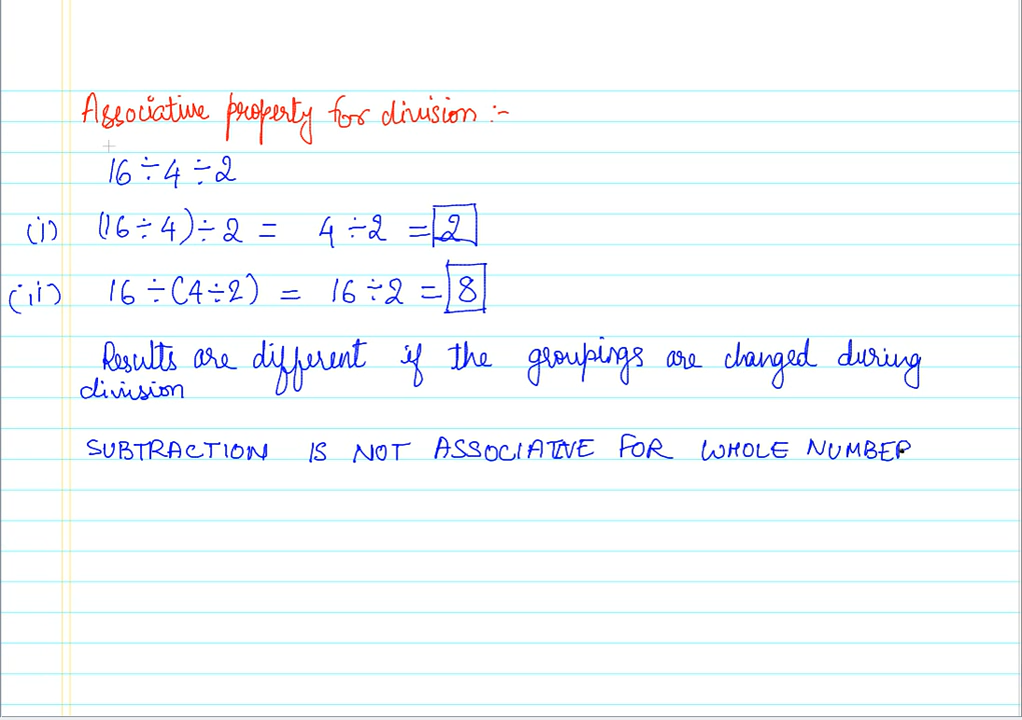 Associative property for division :-
16 ÷ 4 ÷ 2
(i) (16 ÷ 4) ÷ 2 = 4 ÷ 2 = 2
(ii) 16 ÷ (4 ÷ 2) = 16 ÷ 2 = 8
Results are different if the groupings are changed during
division
SUBTRACTION IS NOT ASSOCIATIVE FOR WHOLE NUMBER